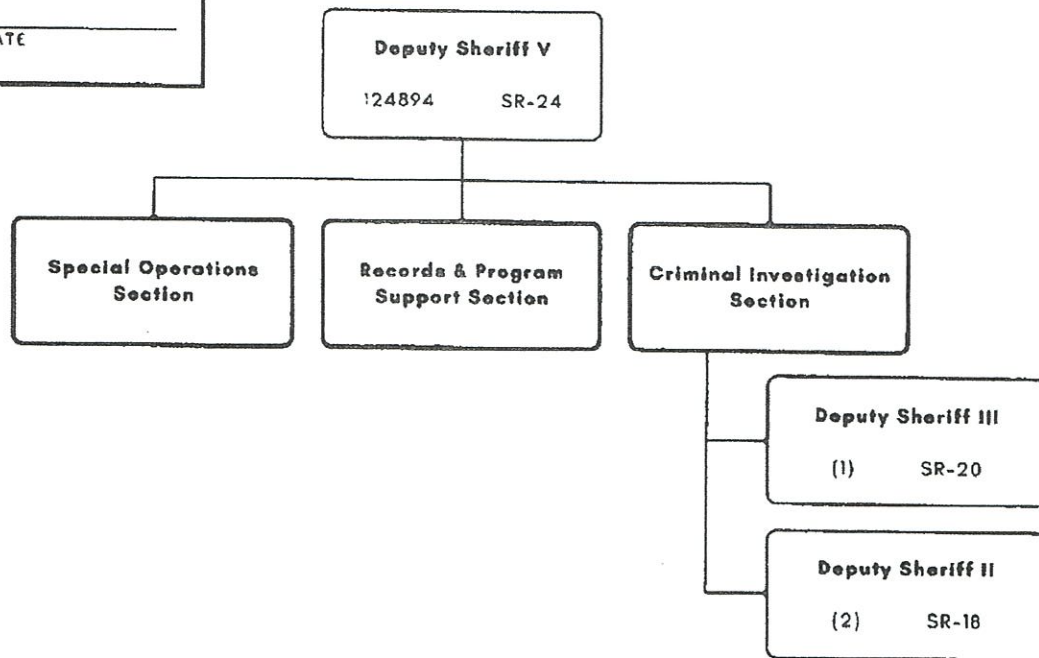 Deputy Sheriff V
124894 SR-24
Special Operations
Section
Records & Program
Support Section
Criminal Investigation
Section
Deputy Sheriff III
(1) SR-20
Deputy Sheriff II
(2) SR-18